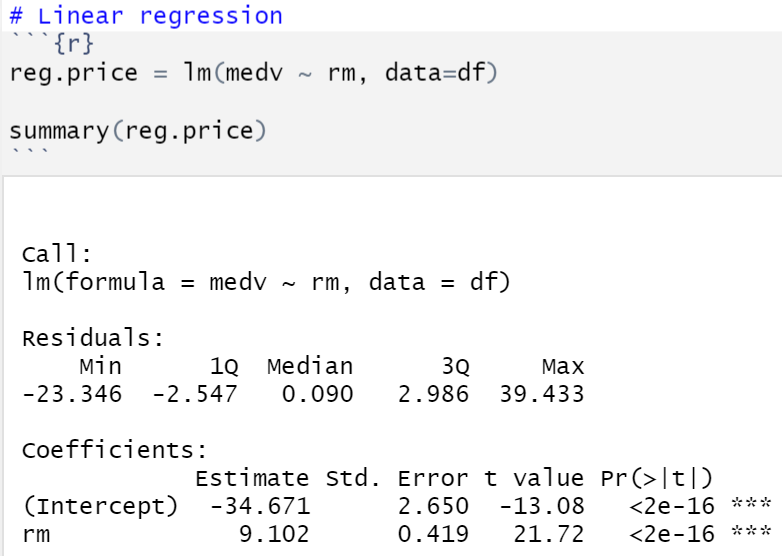 # Linear regression
```{r}
reg.price = lm(medv ~ rm, data=df)
summary(reg.price)
```
Call:
lm(formula = medv ~ rm, data = df)
Residuals:
    Min      1Q  Median      3Q     Max
-23.346  -2.547   0.090   2.986  39.433
Coefficients:
            Estimate Std. Error t value Pr(>|t|)
(Intercept)  -34.671      2.650  -13.08   <2e-16 ***
rm             9.102      0.419   21.72   <2e-16 ***